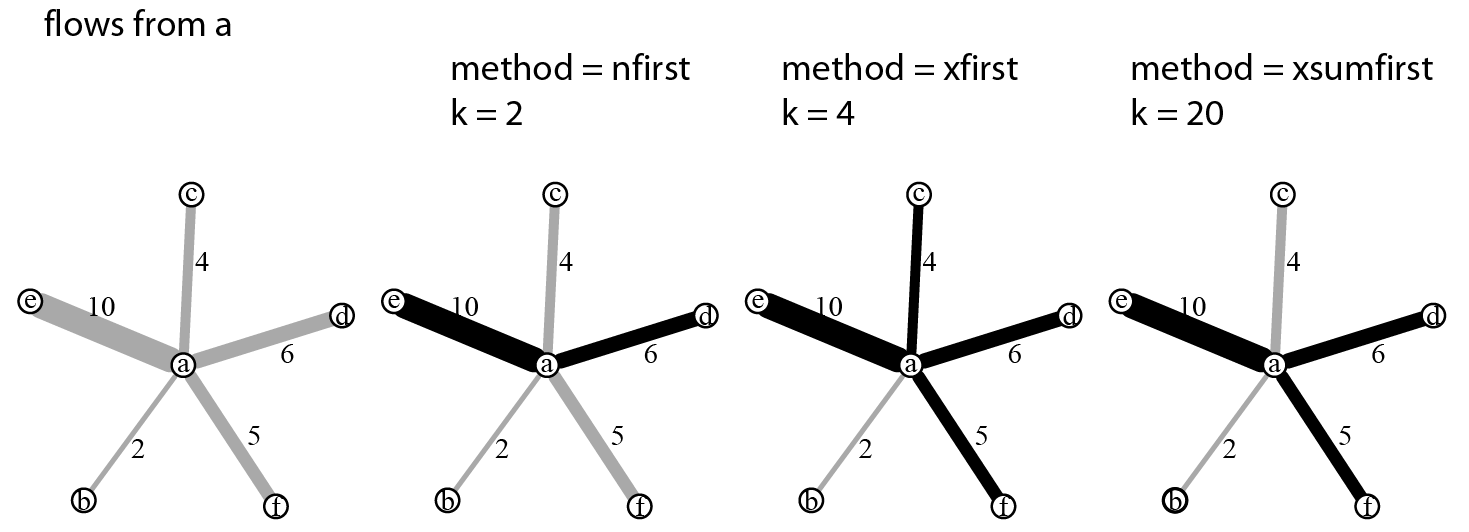 flows from a
method = nfirst
k = 2
method = xfirst
k = 4
method = xsumfirst
k = 20
c
4
e
10
d
a
6
2
5
b
f
c
4
e
10
d
a
6
2
5
b
f
c
4
e
10
d
a
6
2
5
b
f
c
4
e
10
d
a
6
2
5
b
f